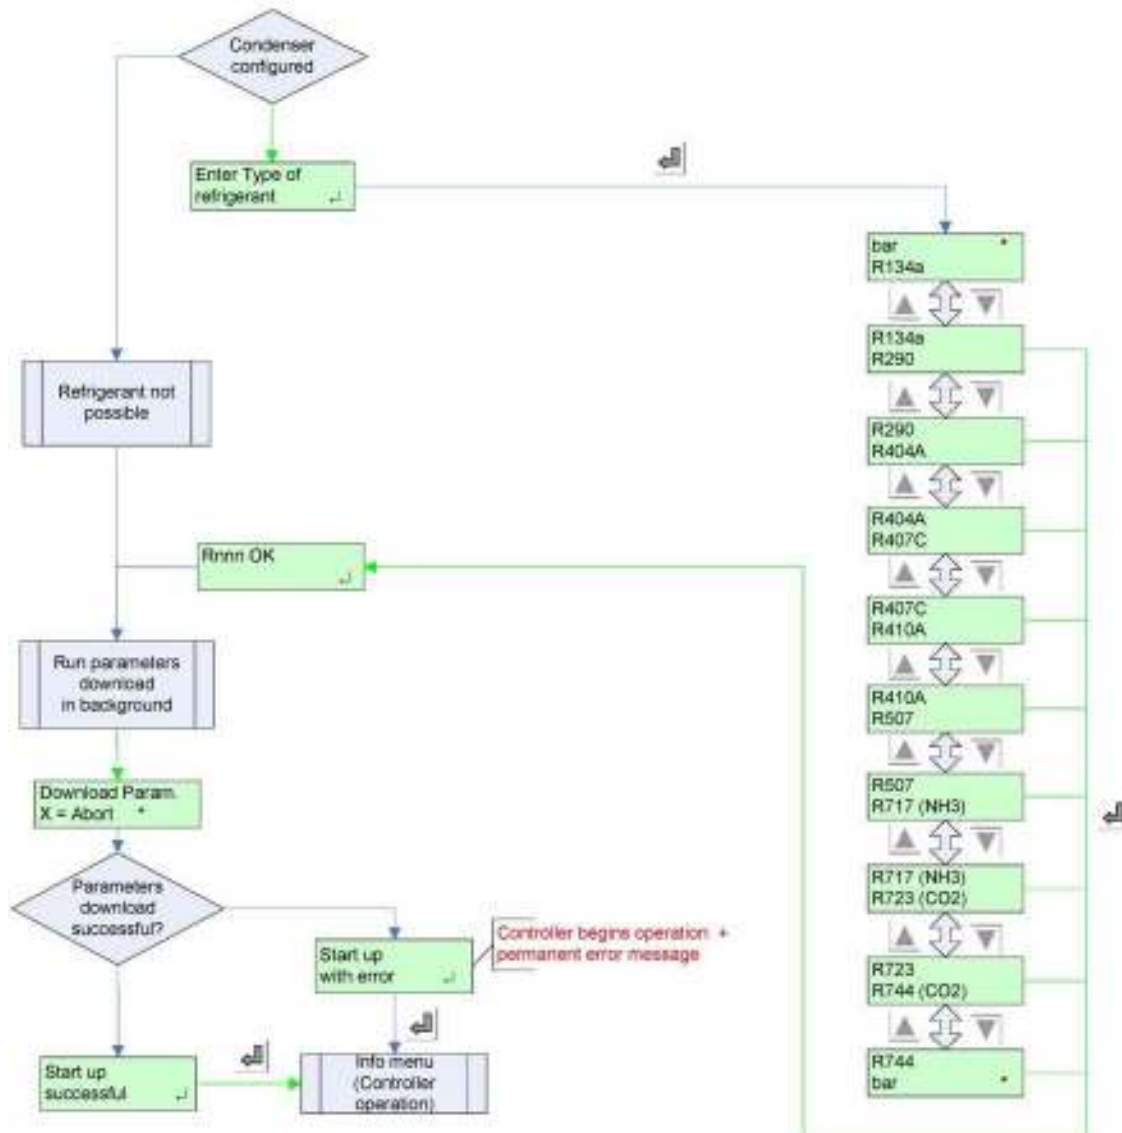 Condenser
configured
Enter Type of
refrigerant
bar *
R134a
R134a
R290
Refrigerant not
possible
R290
R404A
R404A
R407C
Rnnn OK
R407C
R410A
Run parameters
download
in background
R410A
R507
Download Param.
X = Abort *
R507
R717 (NH3)
Parameters
download
successful?
R717 (NH3)
R723 (CO2)
Controller begins operation +
permanent error message
Start up
with error
R723
R744 (CO2)
Start up
successful
Info menu
(Controller
operation)
R744
bar *